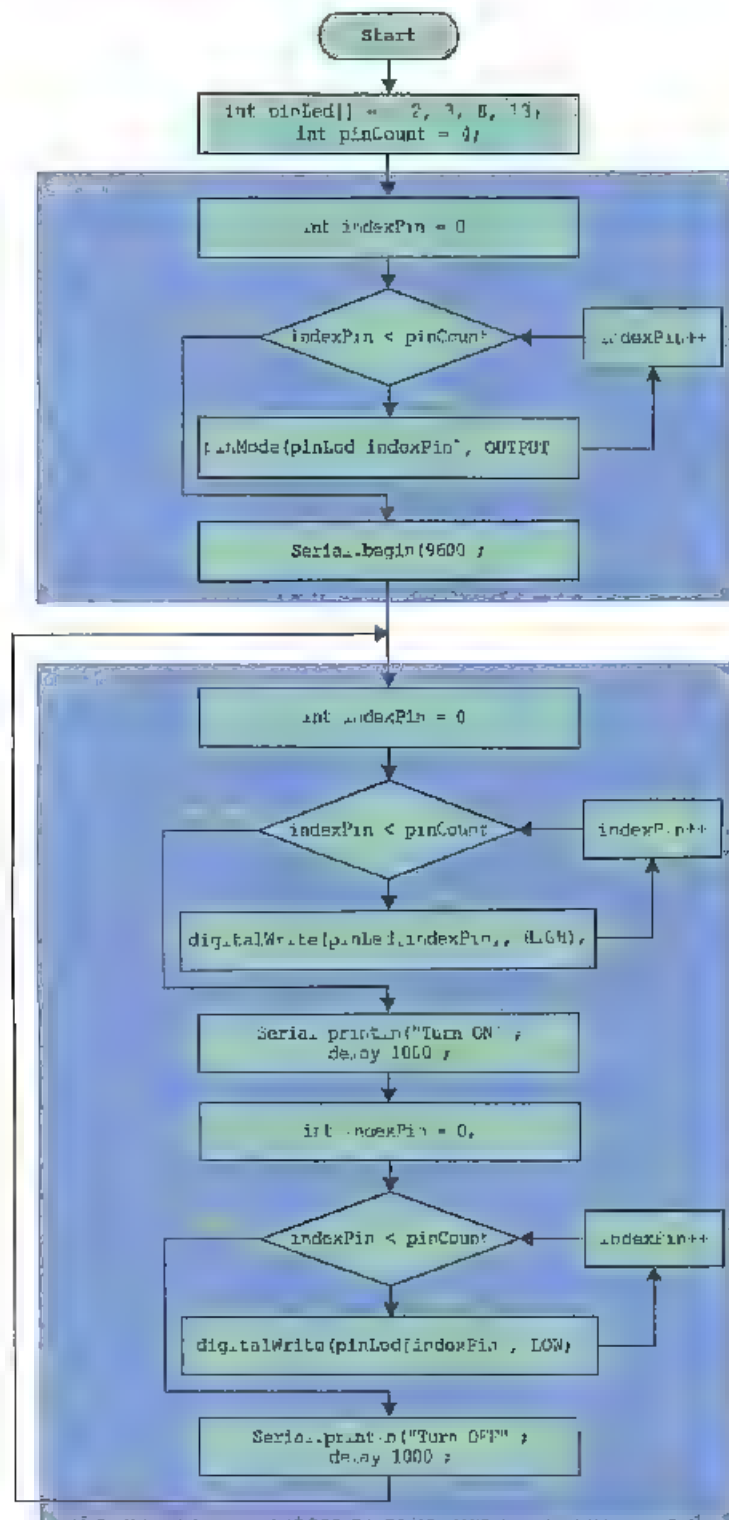 Start
int pinLed[] = 2, 3, 8, 13;
int pinCount = 4;
int indexPin = 0
indexPin < pinCount
indexPin++
pinMode(pinLed indexPin , OUTPUT
Serial.begin(9600 ;
int indexPin = 0
indexPin < pinCount
indexPin++
digitalWrite(pinLed[indexPin], HIGH);
Serial.println("Turn ON" ;
delay 1000 ;
int indexPin = 0;
indexPin < pinCount
indexPin++
digitalWrite(pinLed[indexPin , LOW)
Serial.println("Turn OFF" ;
delay 1000 ;